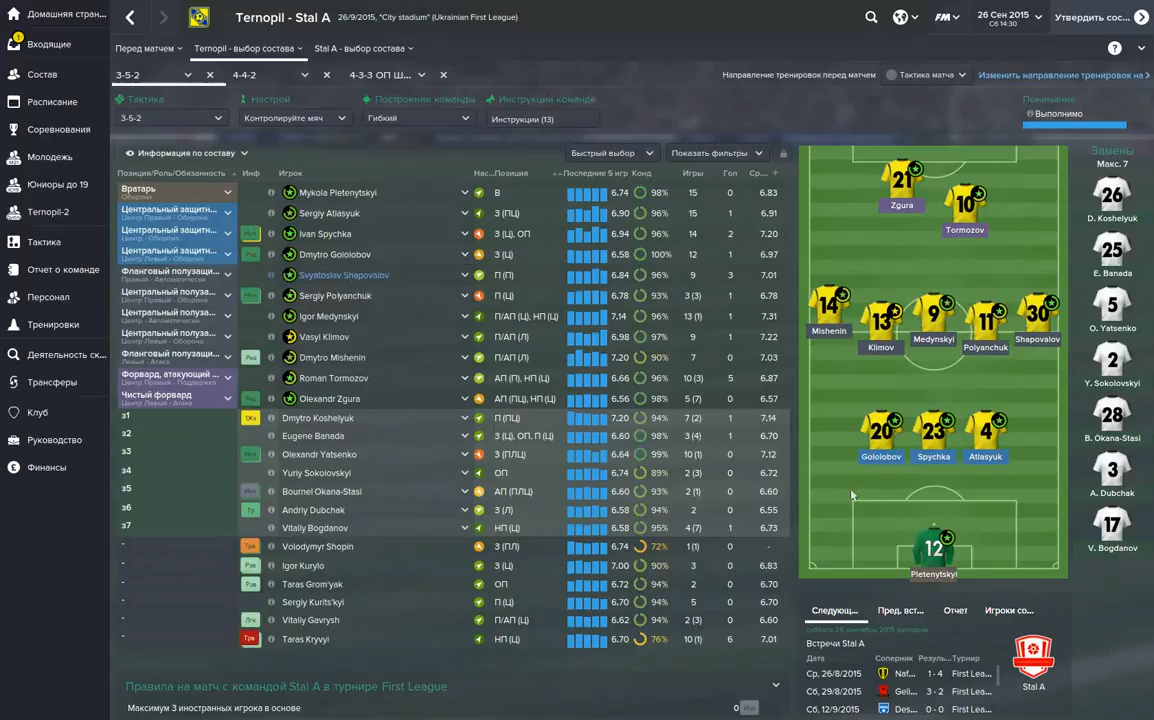 Домашняя стран...
Ternopil - Stal A
26/9/2015, "City stadium" (Ukrainian First League)
FM
26 Сен 2015
Сб 14:30
Утвердить сос...
1
Входящие
Состав
Расписание
Соревнования
Молодежь
Юниоры до 19
Ternopil-2
Тактика
Отчет о команде
Персонал
Тренировки
Деятельность ск...
Трансферы
Клуб
Руководство
Финансы
Перед матчем
Ternopil - выбор состава
Stal A - выбор состава
?
3-5-2
4-4-2
4-3-3 ОП Ш...
Направление тренировок перед матчем
Тактика матча
Изменить направление тренировок на
Тактика
Настрой
Построение команды
Инструкции команде
3-5-2
Контролируйте мяч
Гибкий
Инструкции (13)
Понимание
Выполнимо
Информация по составу
Быстрый выбор
Показать фильтры
Позиция/Роль/Обязанность
Инф
Игрок
Нас...
Позиция
Последние 5 игр
Конд
Игры
Гол
Ср...
Вратарь
Оборона
Mykola Pletenytskyi В 6.74 98% 15 0 6.83
Центральный защитн...
Центр Правый - Оборона
Sergiy Atlasyuk З (ПЦ) 6.90 96% 15 1 6.91
Центральный защитн...
Центр - Оборона
Ivan Spychka З (Ц), ОП 6.94 96% 14 2 7.20
Центральный защитн...
Центр Левый - Оборона
Dmytro Gololobov З (Ц) 6.58 100% 12 1 6.97
Фланговый полузащи...
Правый - Автоматически
Svyatoslav Shapovalov П (П) 6.84 96% 9 3 7.01
Центральный полуза...
Центр Правый - Оборона
Sergiy Polyanchuk П (Ц) 6.78 93% 3 (3) 1 6.78
Центральный полуза...
Центр - Автоматически
Igor Medynskyi П/АП (Ц), НП (Ц) 7.14 96% 13 (1) 1 7.31
Центральный полуза...
Центр Левый - Оборона
Vasyl Klimov П/АП (Ц) 6.98 97% 9 1 7.22
Фланговый полузащи...
Левый - Атака
Dmytro Mishenin П/АП (Л) 7.20 90% 7 0 7.03
Форвард, атакующий ...
Центр Правый - Поддержка
Roman Tormozov АП (П), НП (Ц) 6.66 96% 10 (3) 5 6.87
Чистый форвард
Центр Левый - Атака
Olexandr Zgura АП (ПЦ), НП (Ц) 6.56 98% 5 (7) 0 6.57
з1 Dmytro Koshelyuk П (ПЦ) 7.20 94% 7 (2) 1 7.14
з2 Eugene Banada З (Ц), ОП, П (Ц) 6.60 98% 3 (4) 1 6.70
з3 Olexandr Yatsenko З (ПЛЦ) 6.64 99% 10 (1) 0 7.12
з4 Yuriy Sokolovskyi ОП 6.74 89% 2 (3) 0 6.72
з5 Bournel Okana-Stasi АП (ПЛЦ) 6.60 93% 2 (1) 0 6.60
з6 Andriy Dubchak З (Л) 6.58 94% 2 0 6.55
з7 Vitaliy Bogdanov НП (Ц) 6.58 95% 4 (7) 1 6.73
- Volodymyr Shopin З (ПЛ) 6.74 72% 1 (1) 0 -
- Igor Kurylo З (Ц) 7.00 90% 3 0 6.83
- Taras Grom'yak ОП 6.72 94% 2 0 6.70
- Sergiy Kurits'kyi П (Ц) 6.70 94% 5 0 6.70
- Vitaliy Gavrysh П/АП (Ц) 6.62 94% 2 (3) 0 6.60
- Taras Kryvyi НП (Ц) 6.70 76% 10 (1) 6 7.01
Правила на матч с командой Stal A в турнире First League
Максимум 3 иностранных игрока в основе
0
21
Zgura
10
Tormozov
14
Mishenin
13
Klimov
9
Medynskyi
11
Polyanchuk
30
Shapovalov
20
Gololobov
23
Spychka
4
Atlasyuk
12
Pletenytskyi
Замены
Макс. 7
26
D. Koshelyuk
25
E. Banada
5
O. Yatsenko
2
Y. Sokolovskyi
28
B. Okana-Stasi
3
A. Dubchak
17
V. Bogdanov
Следующ...
Пред. вст...
Отчет
Игроки со...
суббота 26 сентябрь 2015 (сегодня)
Встречи Stal A
Дата Соперник Резуль... Турнир
Ср, 26/8/2015 Naf... 1 - 4 First Lea...
Сб, 29/8/2015 Geli... 3 - 2 First Lea...
Сб, 12/9/2015 Des... 0 - 0 First Lea...
Stal A